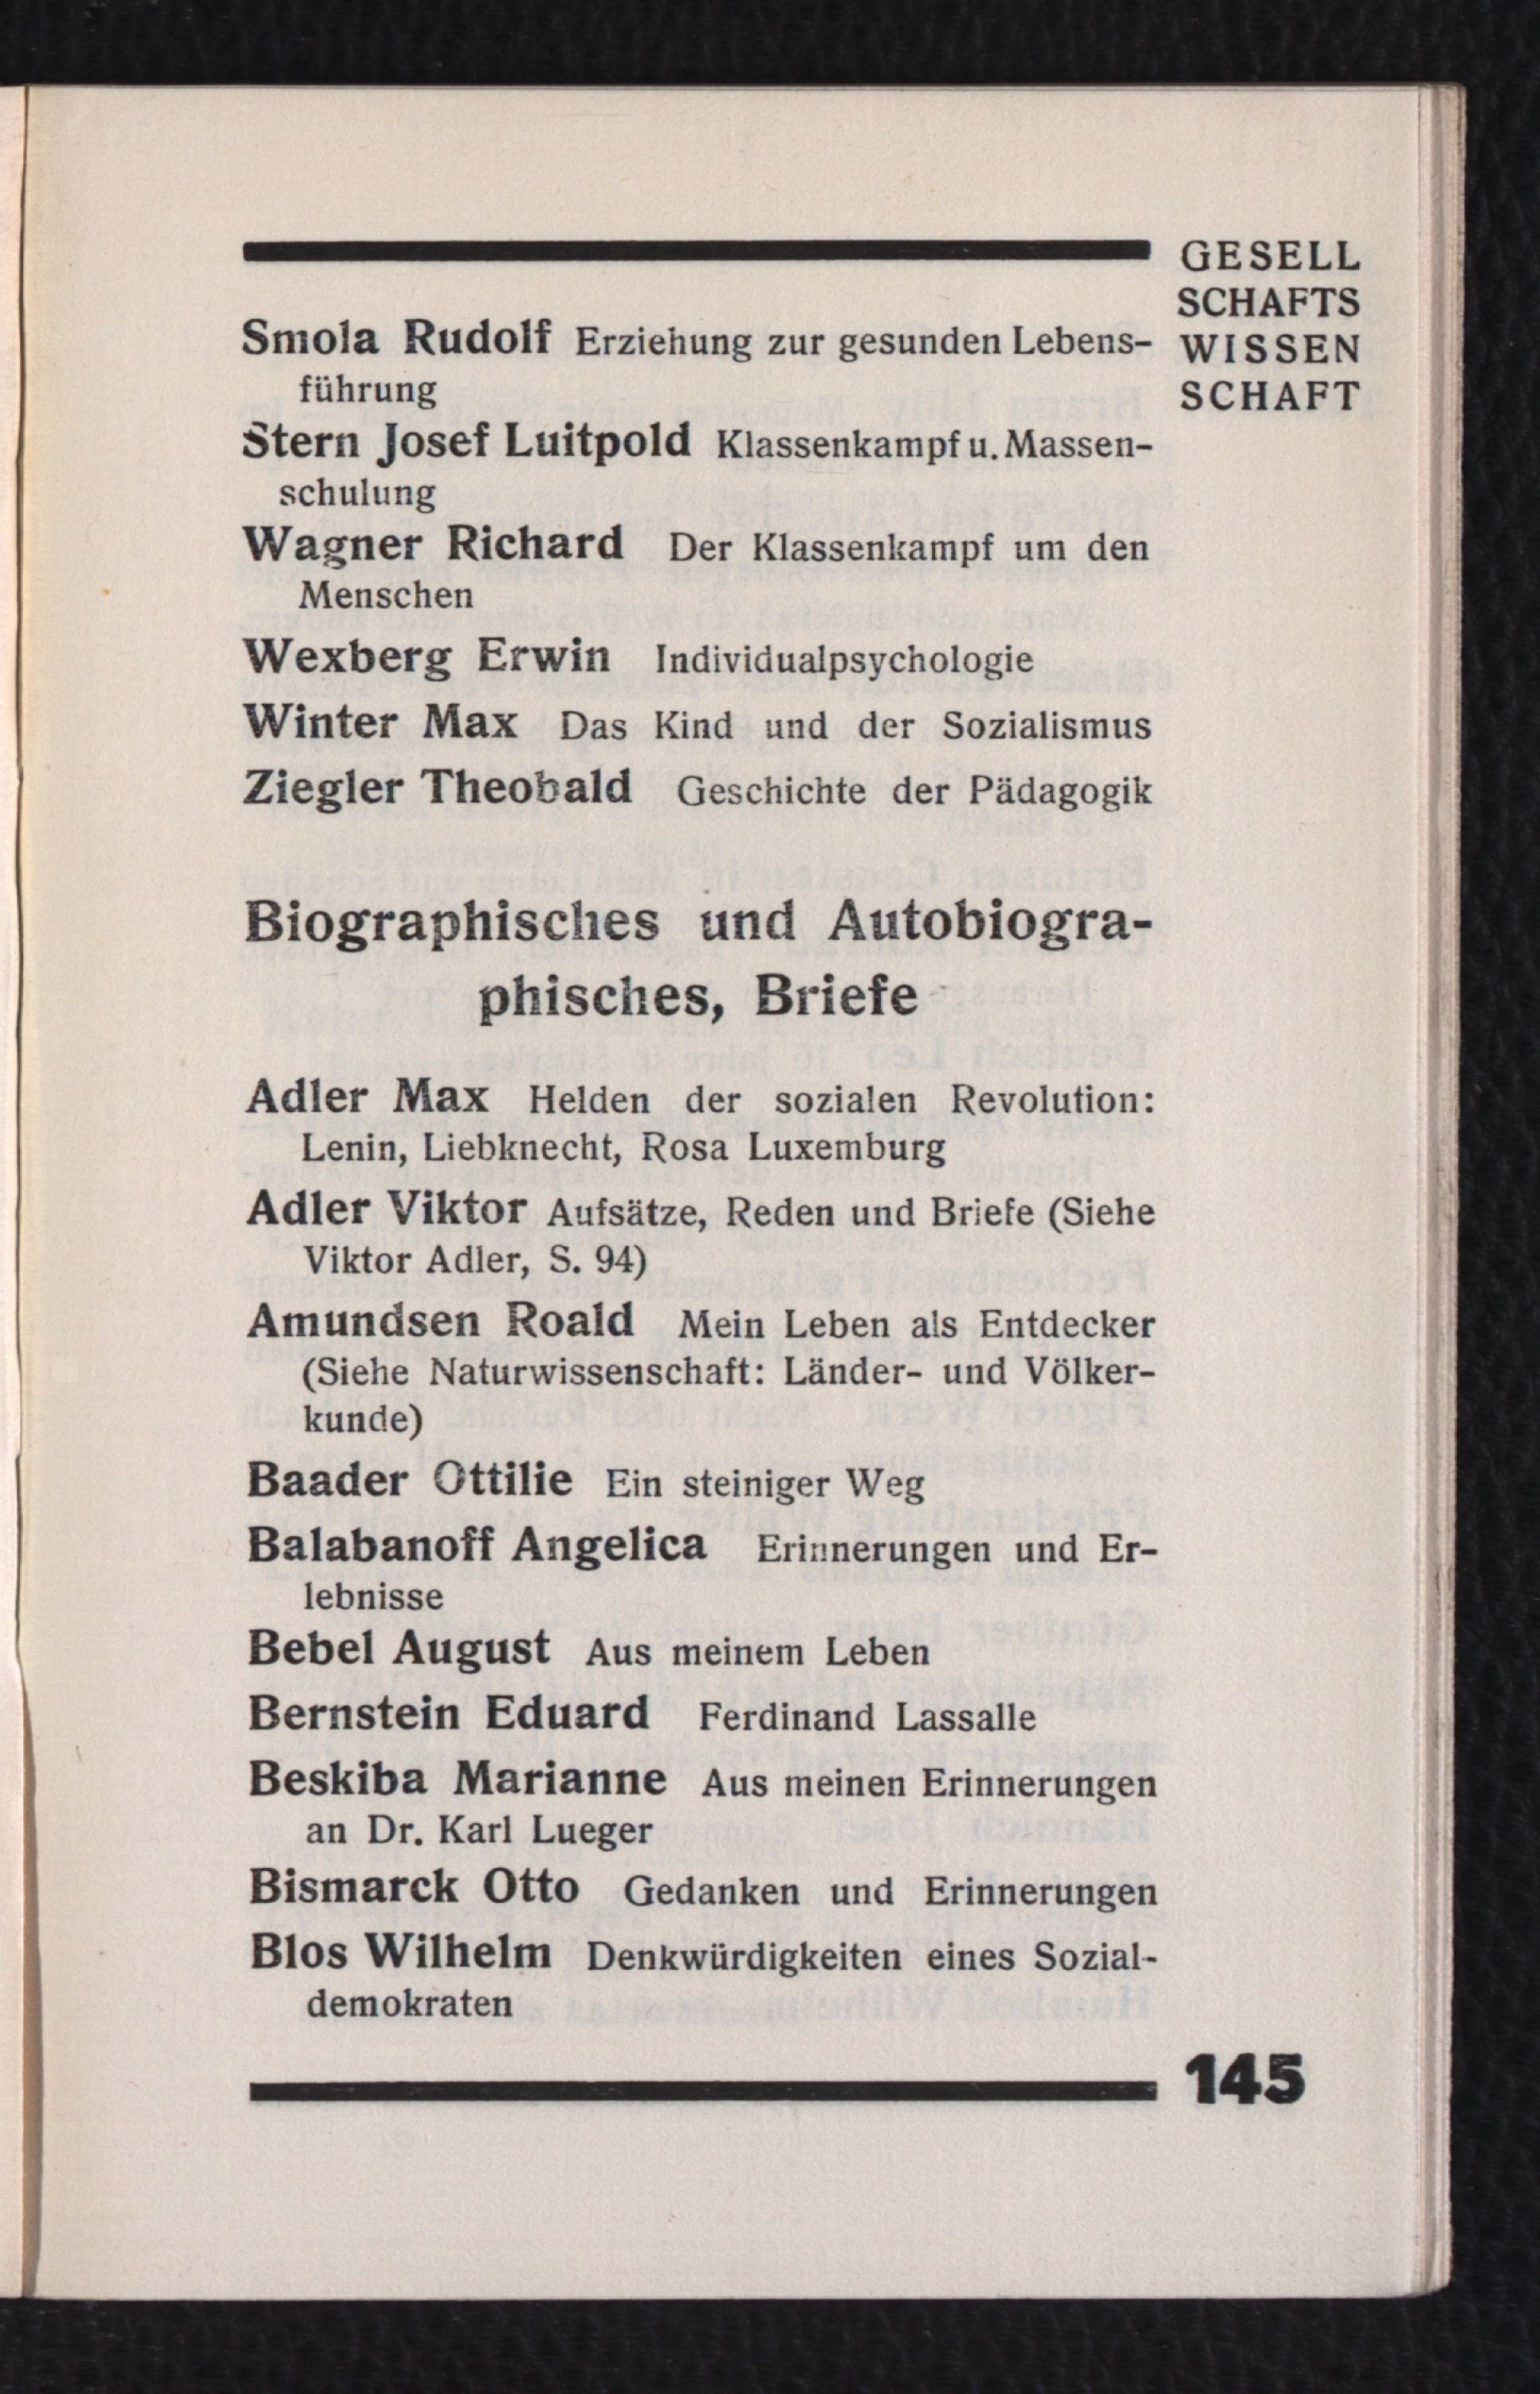 GESELL
SCHAFTS
WISSEN
SCHAFT
Smola Rudolf Erziehung zur gesunden Lebens-
führung
Stern Josef Luitpold Klassenkampf u. Massen-
schulung
Wagner Richard Der Klassenkampf um den
Menschen
Wexberg Erwin Individualpsychologie
Winter Max Das Kind und der Sozialismus
Ziegler Theobald Geschichte der Pädagogik
Biographisches und Autobiogra-
phisches, Briefe
Adler Max Helden der sozialen Revolution:
Lenin, Liebknecht, Rosa Luxemburg
Adler Viktor Aufsätze, Reden und Briefe (Siehe
Viktor Adler, S. 94)
Amundsen Roald Mein Leben als Entdecker
(Siehe Naturwissenschaft: Länder- und Völker-
kunde)
Baader Ottilie Ein steiniger Weg
Balabanoff Angelica Erinnerungen und Er-
lebnisse
Bebel August Aus meinem Leben
Bernstein Eduard Ferdinand Lassalle
Beskiba Marianne Aus meinen Erinnerungen
an Dr. Karl Lueger
Bismarck Otto Gedanken und Erinnerungen
Blos Wilhelm Denkwürdigkeiten eines Sozial-
demokraten
145